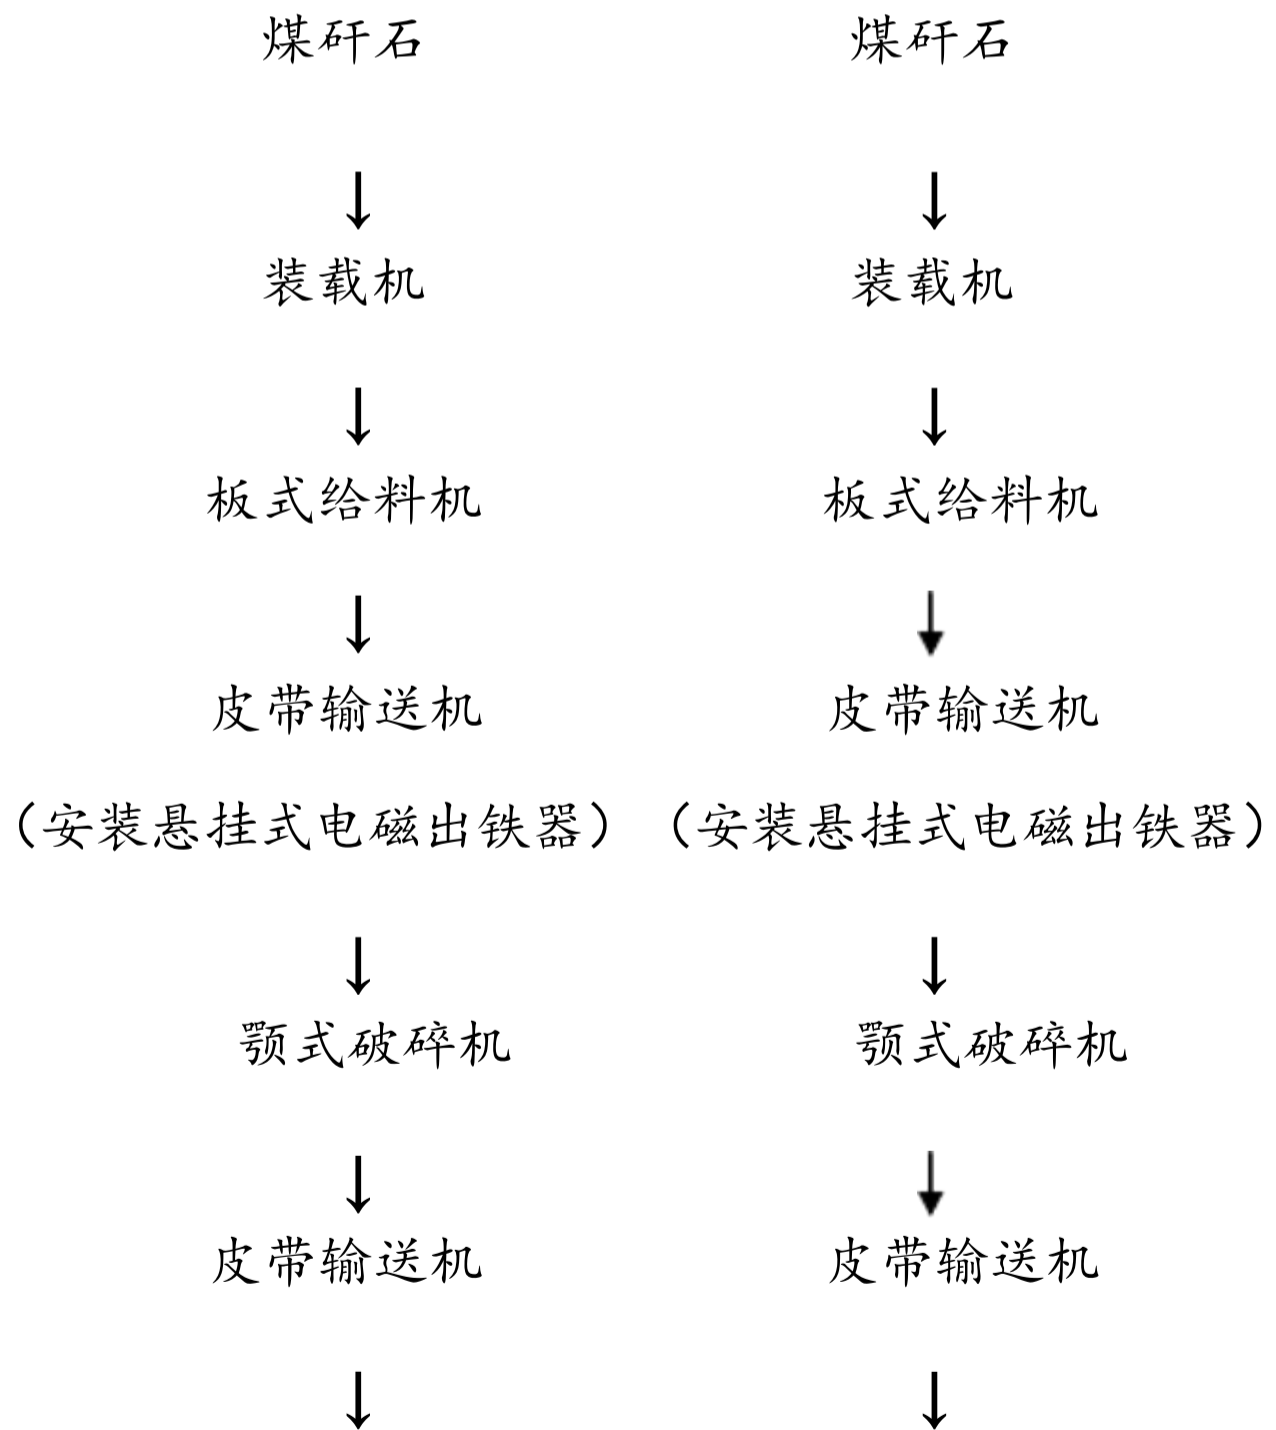 煤矸石 煤矸石
↓ ↓
装载机 装载机
↓ ↓
板式给料机 板式给料机
↓ ↓
皮带输送机 皮带输送机
（安装悬挂式电磁出铁器） （安装悬挂式电磁出铁器）
↓ ↓
颚式破碎机 颚式破碎机
↓ ↓
皮带输送机 皮带输送机
↓ ↓